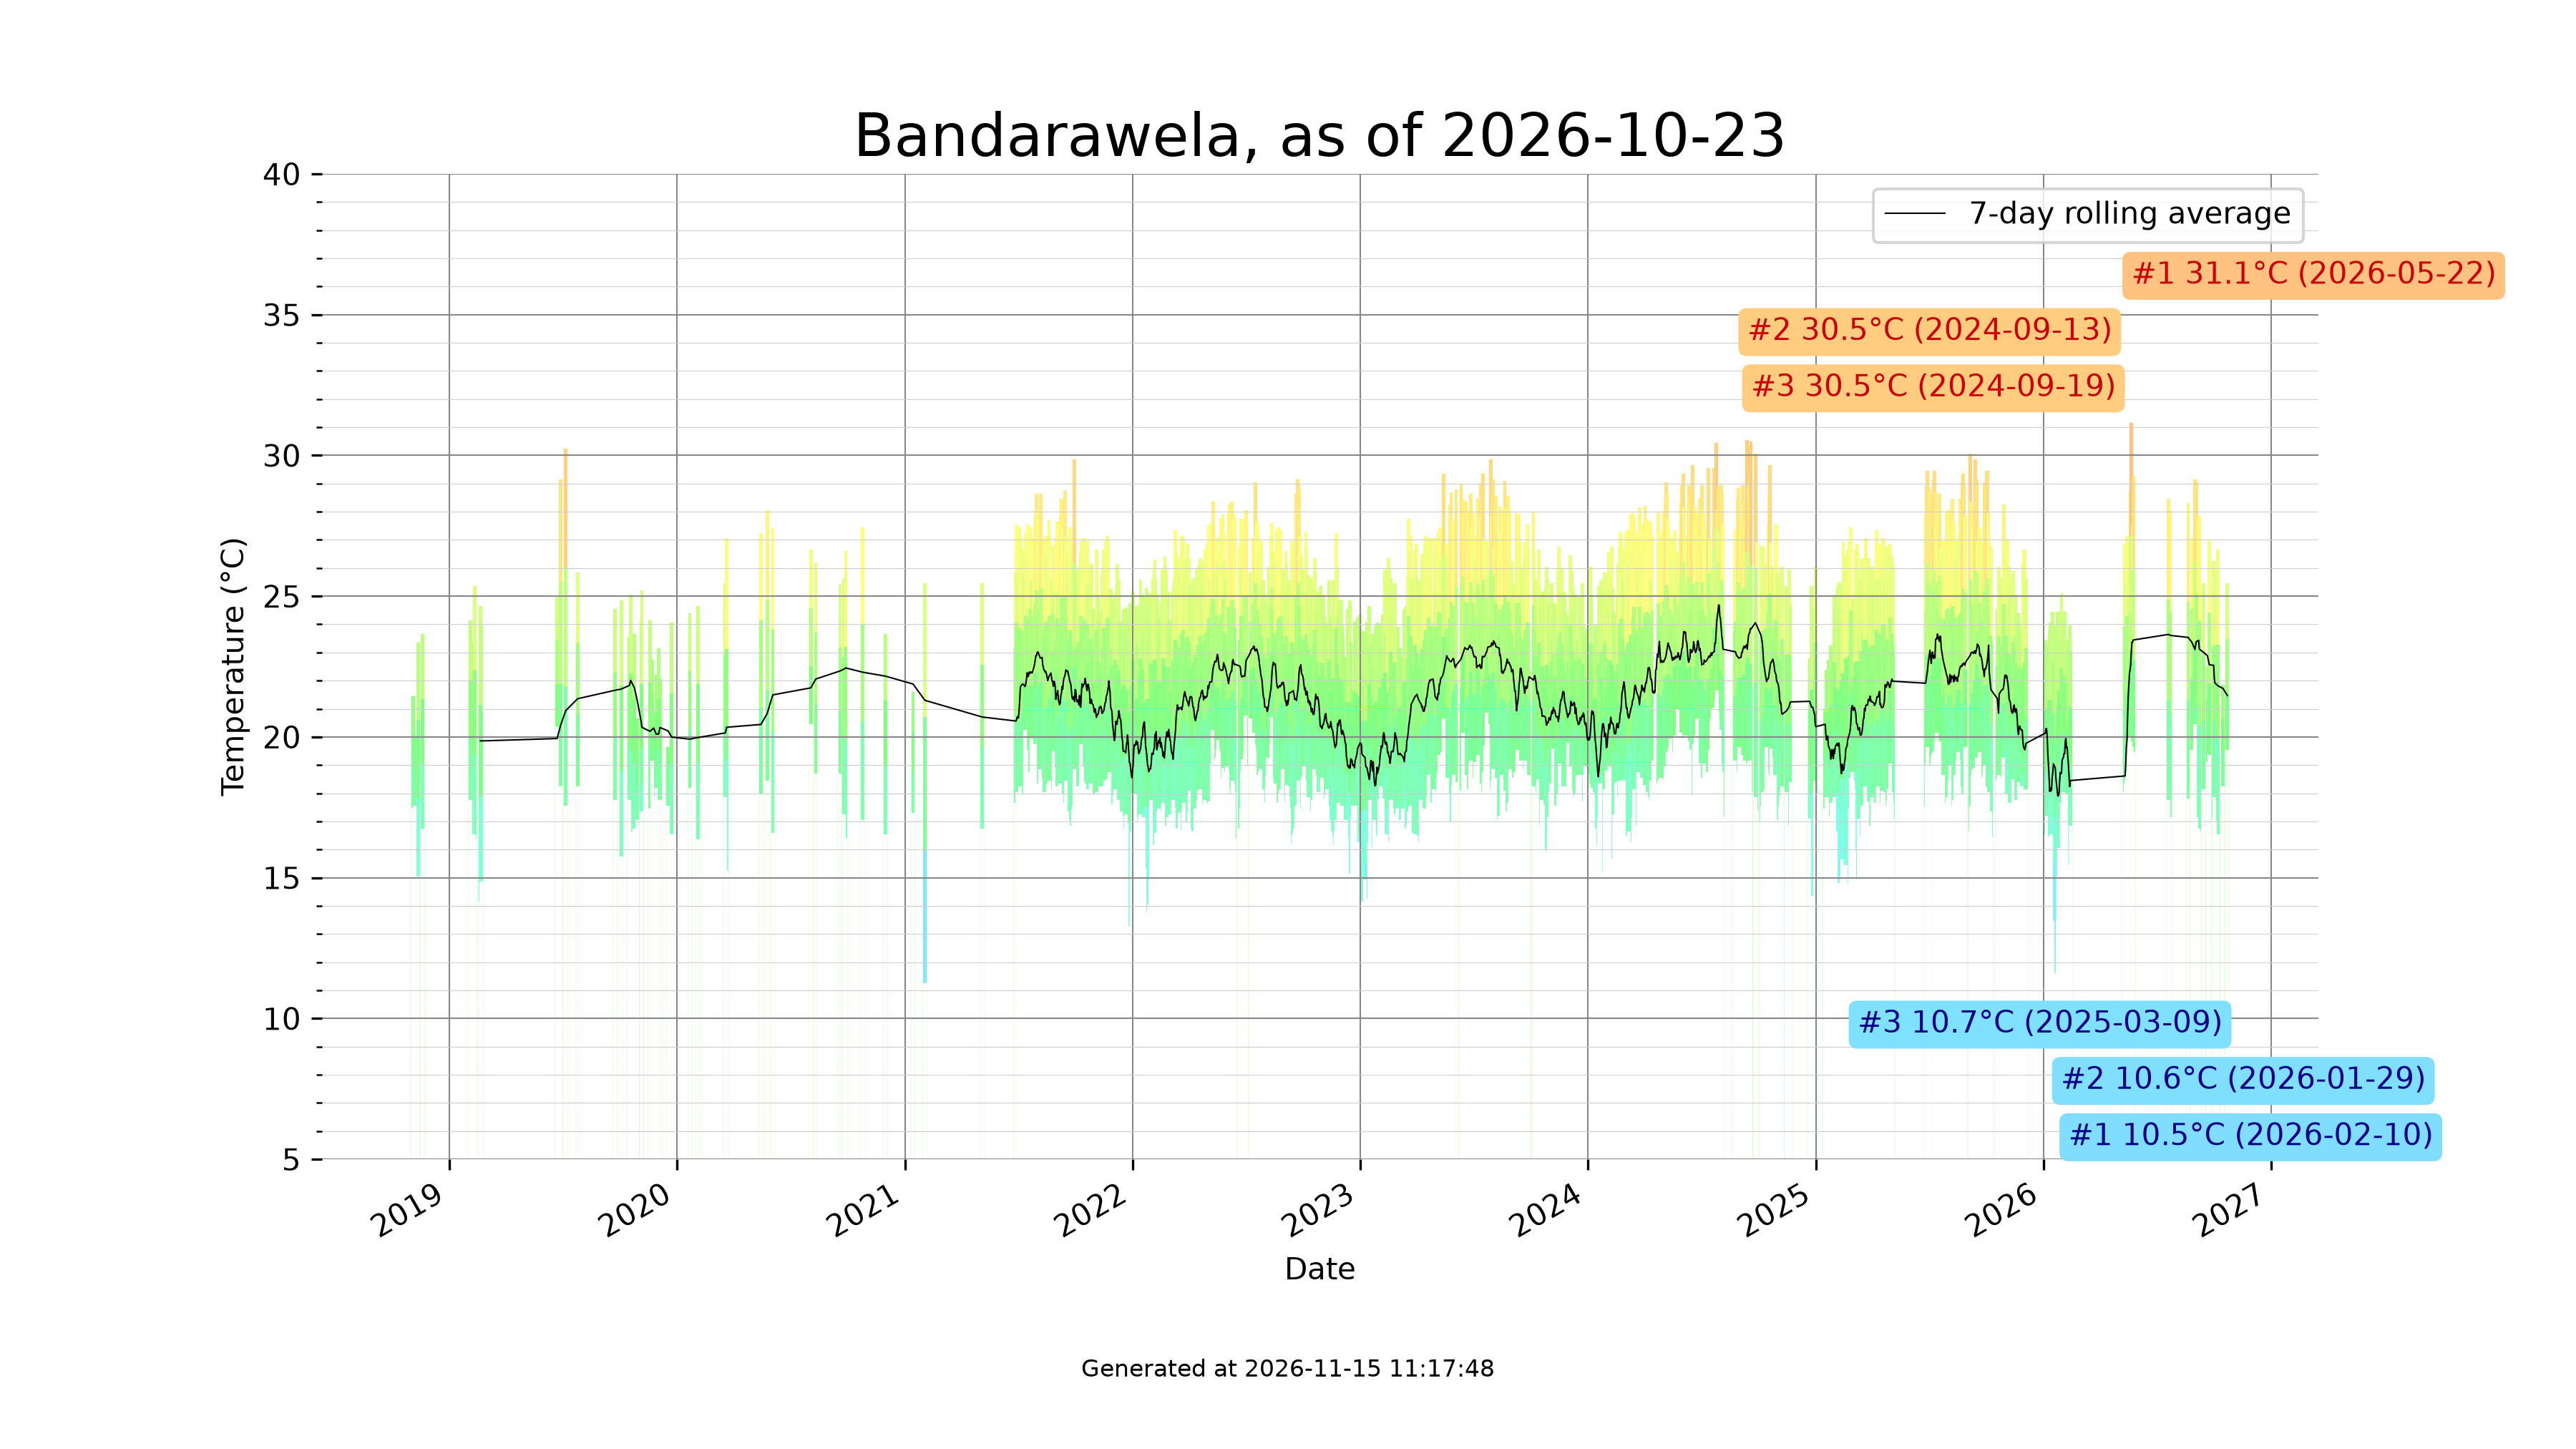 Bandarawela, as of 2026-10-23
40
7-day rolling average
#1 31.1°C (2026-05-22)
35
#2 30.5°C (2024-09-13)
#3 30.5°C (2024-09-19)
30
25
Temperature (°C)
20
15
10
#3 10.7°C (2025-03-09)
#2 10.6°C (2026-01-29)
#1 10.5°C (2026-02-10)
5
2019 2020 2021 2022 2023 2024 2025 2026 2027
Date
Generated at 2026-11-15 11:17:48